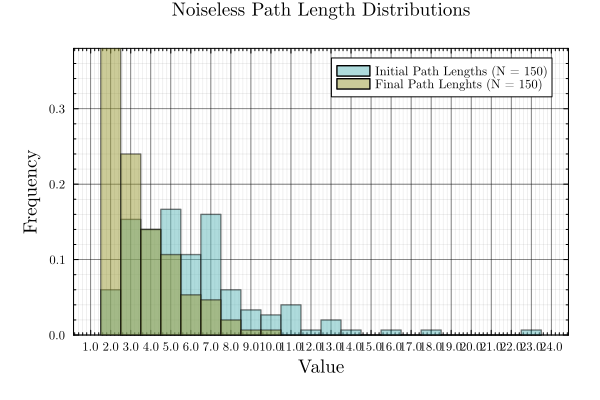 Noiseless Path Length Distributions
Initial Path Lengths (N = 150)
Final Path Lenghts (N = 150)
Frequency
0.3
0.2
0.1
0.0
1.0 2.0 3.0 4.0 5.0 6.0 7.0 8.0 9.0 10.0 11.0 12.0 13.0 14.0 15.0 16.0 17.0 18.0 19.0 20.0 21.0 22.0 23.0 24.0
Value